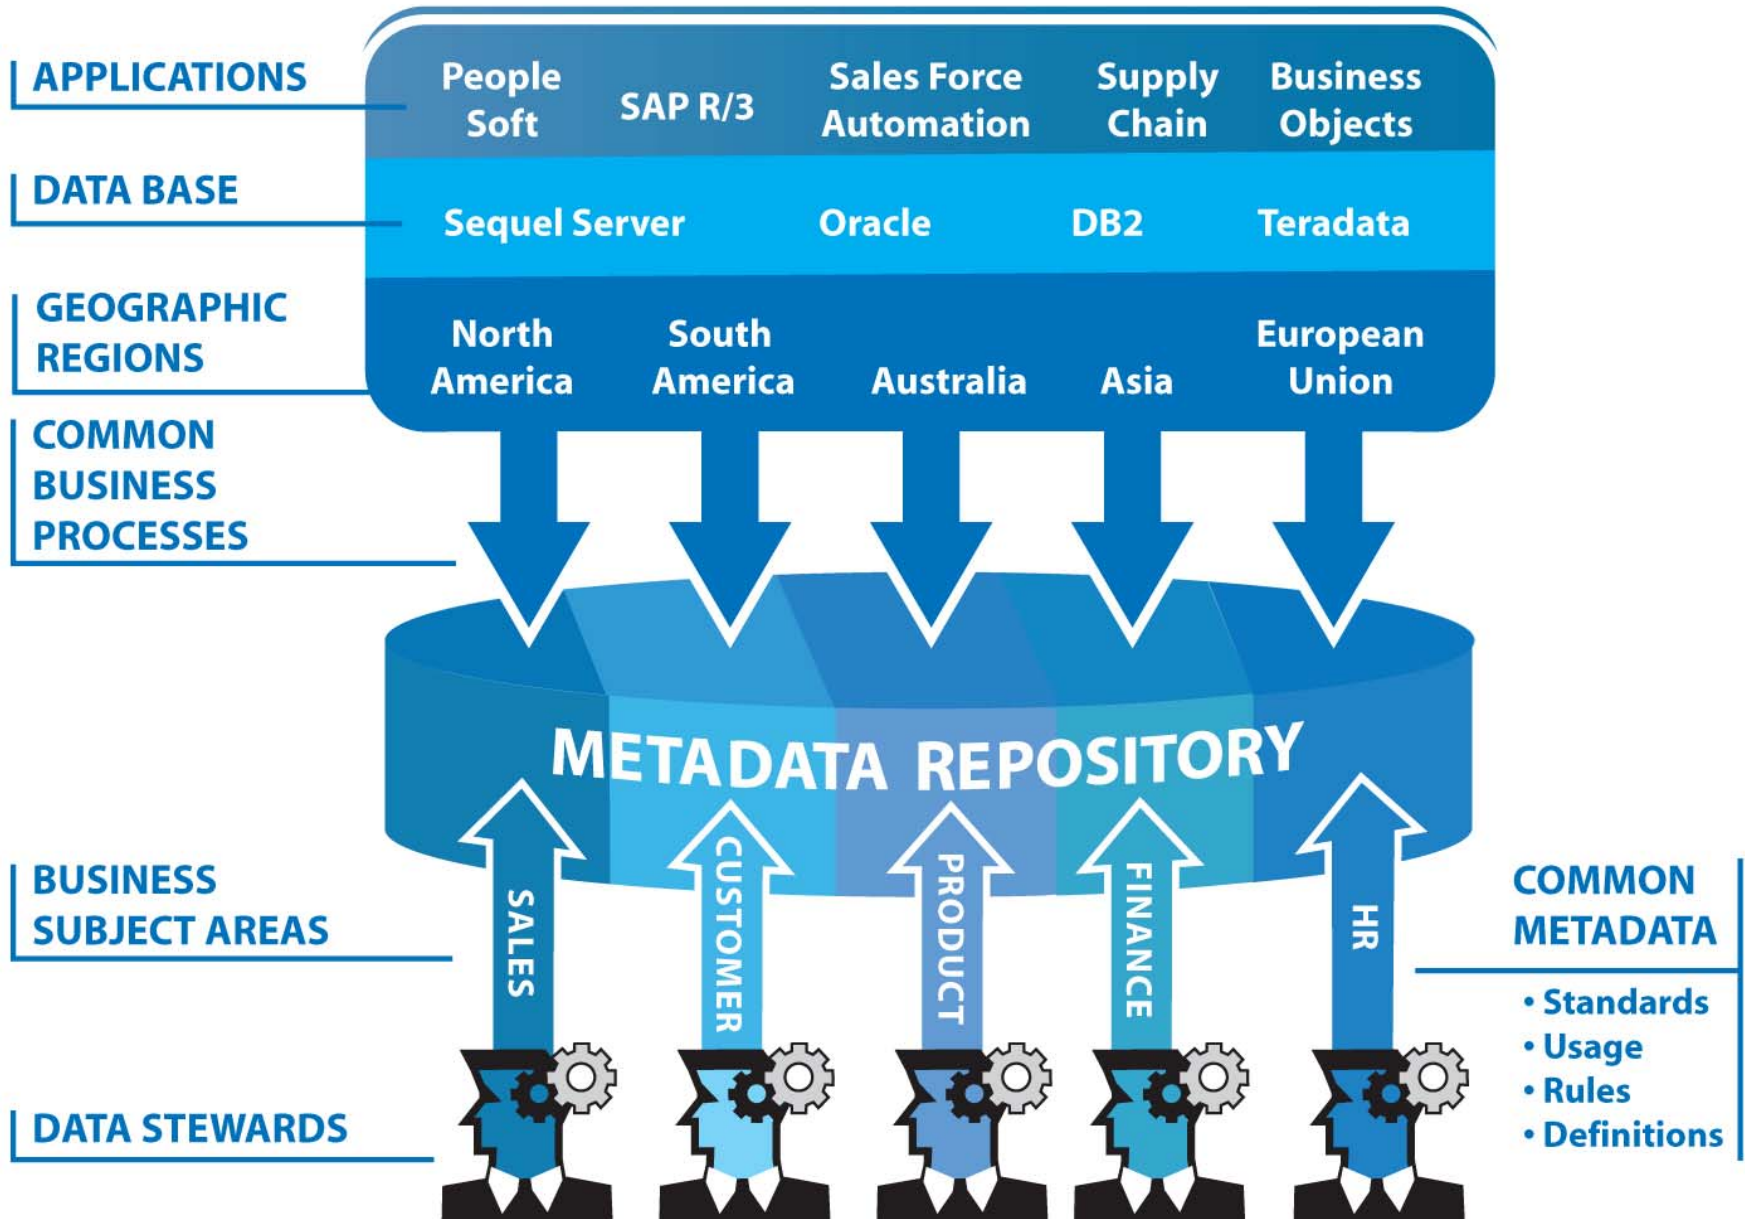 APPLICATIONS
People
Soft
SAP R/3
Sales Force
Automation
Supply
Chain
Business
Objects
DATA BASE
Sequel Server
Oracle
DB2
Teradata
GEOGRAPHIC
REGIONS
North
America
South
America
Australia
Asia
European
Union
COMMON
BUSINESS
PROCESSES
METADATA REPOSITORY
BUSINESS
SUBJECT AREAS
SALES
CUSTOMER
PRODUCT
FINANCE
HR
COMMON
METADATA
• Standards
• Usage
• Rules
• Definitions
DATA STEWARDS